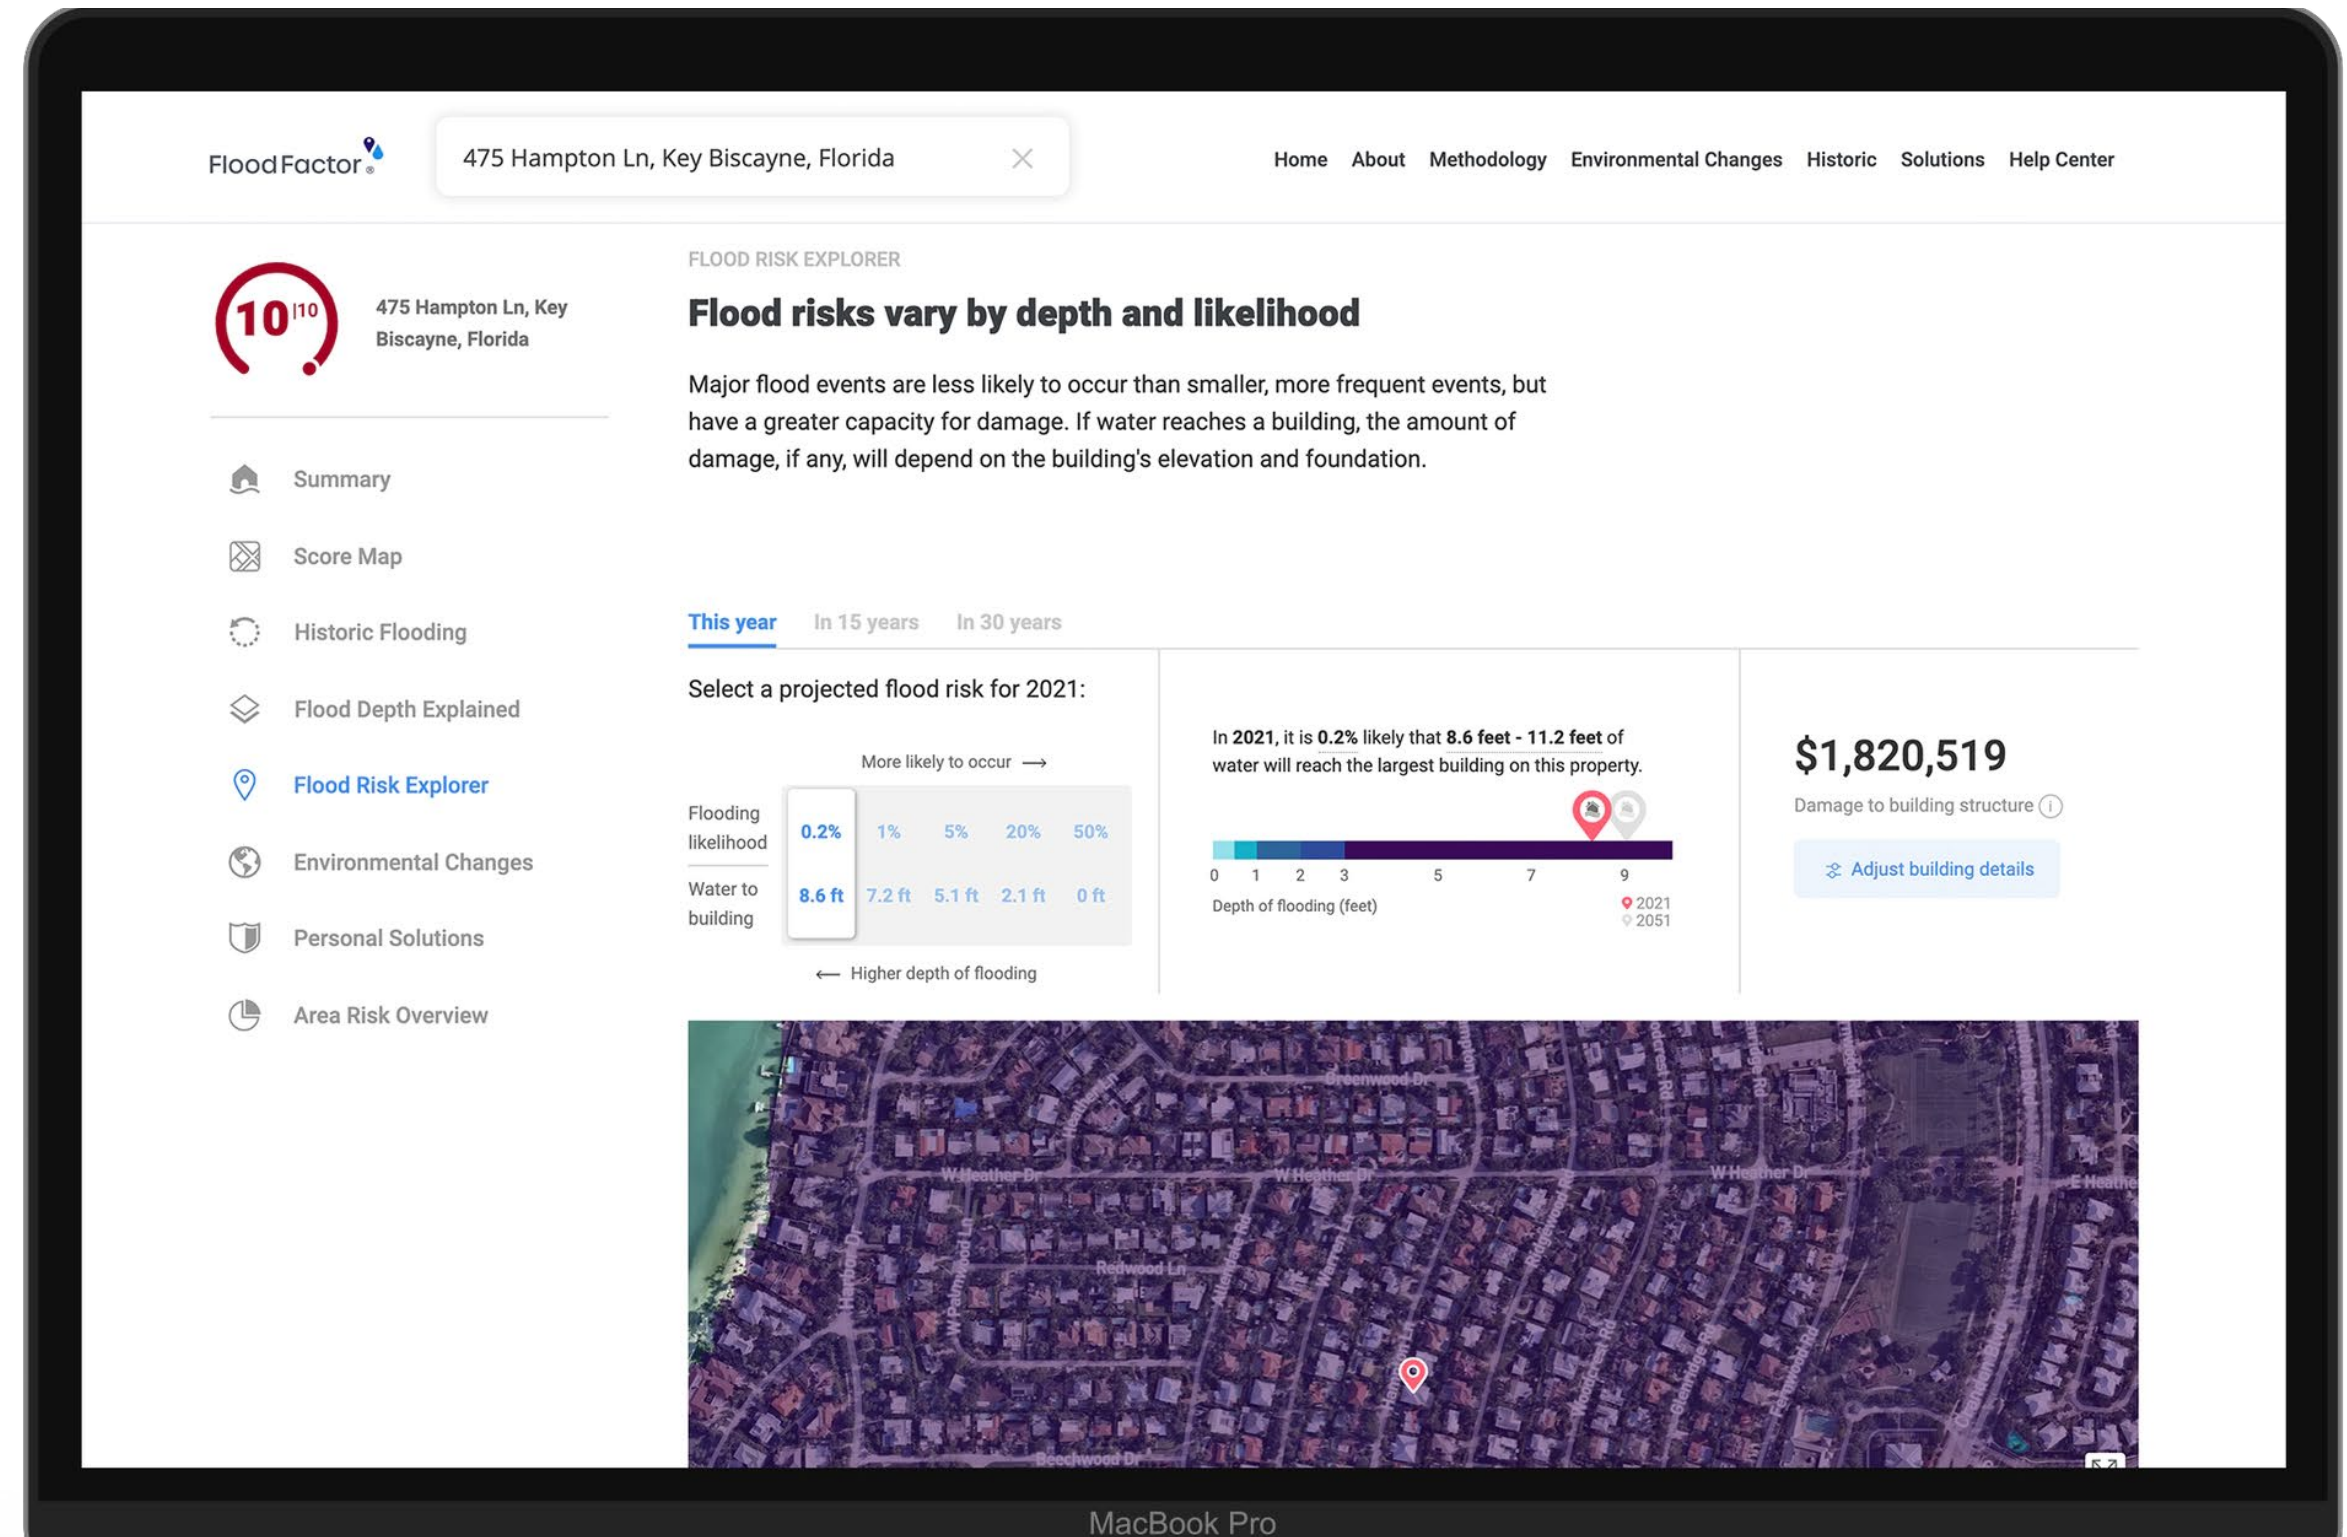 FloodFactor®
475 Hampton Ln, Key Biscayne, Florida
Home About Methodology Environmental Changes Historic Solutions Help Center
10|10
475 Hampton Ln, Key
Biscayne, Florida
Summary
Score Map
Historic Flooding
Flood Depth Explained
Flood Risk Explorer
Environmental Changes
Personal Solutions
Area Risk Overview
FLOOD RISK EXPLORER
Flood risks vary by depth and likelihood
Major flood events are less likely to occur than smaller, more frequent events, but
have a greater capacity for damage. If water reaches a building, the amount of
damage, if any, will depend on the building's elevation and foundation.
This year In 15 years In 30 years
Select a projected flood risk for 2021:
More likely to occur →
Flooding
likelihood
0.2% 1% 5% 20% 50%
Water to
building
8.6 ft 7.2 ft 5.1 ft 2.1 ft 0 ft
← Higher depth of flooding
In 2021, it is 0.2% likely that 8.6 feet - 11.2 feet of
water will reach the largest building on this property.
0 1 2 3 5 7 9
Depth of flooding (feet)
2021
2051
$1,820,519
Damage to building structure
Adjust building details
Greenwood Dr
W Heather Dr
W Heather Dr
W Heather Dr
E Heathe
Redwood Ln
Beechwood Dr
MacBook Pro